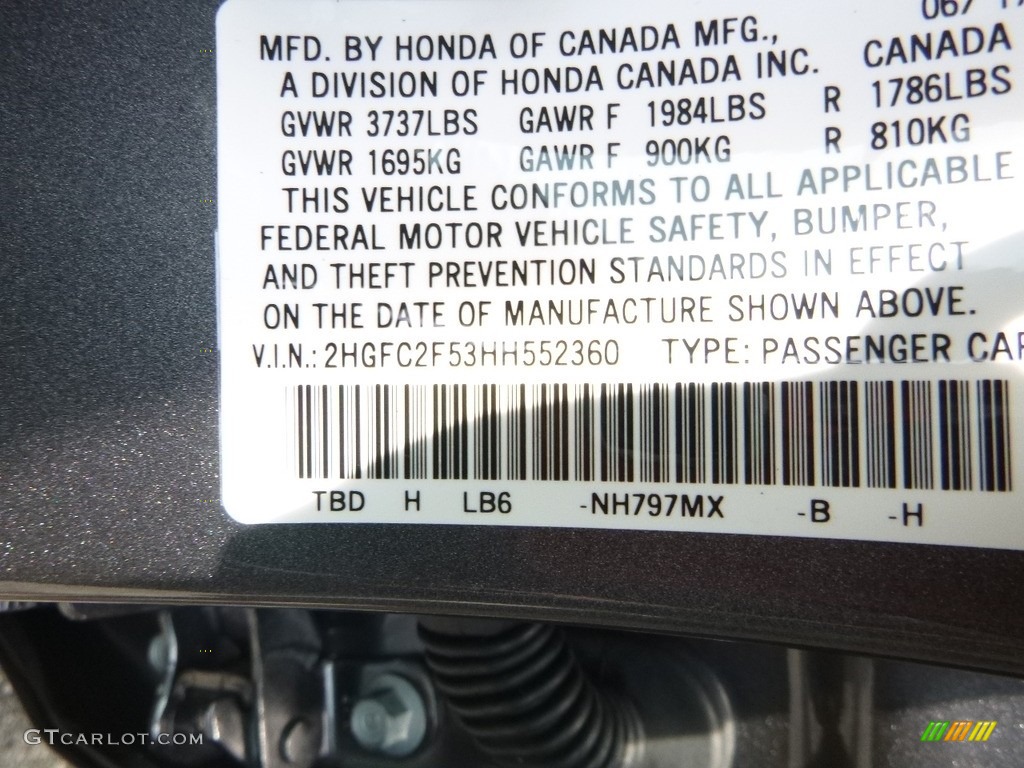 MFD. BY HONDA OF CANADA MFG.,
A DIVISION OF HONDA CANADA INC. CANADA
GVWR 3737LBS GAWR F 1984LBS R 1786LBS
GVWR 1695KG GAWR F 900KG R 810KG
THIS VEHICLE CONFORMS TO ALL APPLICABLE
FEDERAL MOTOR VEHICLE SAFETY, BUMPER,
AND THEFT PREVENTION STANDARDS IN EFFECT
ON THE DATE OF MANUFACTURE SHOWN ABOVE.
V.I.N.: 2HGFC2F53HH552360 TYPE: PASSENGER CAR
TBD H LB6 -NH797MX -B -H
GTCARLOT.COM